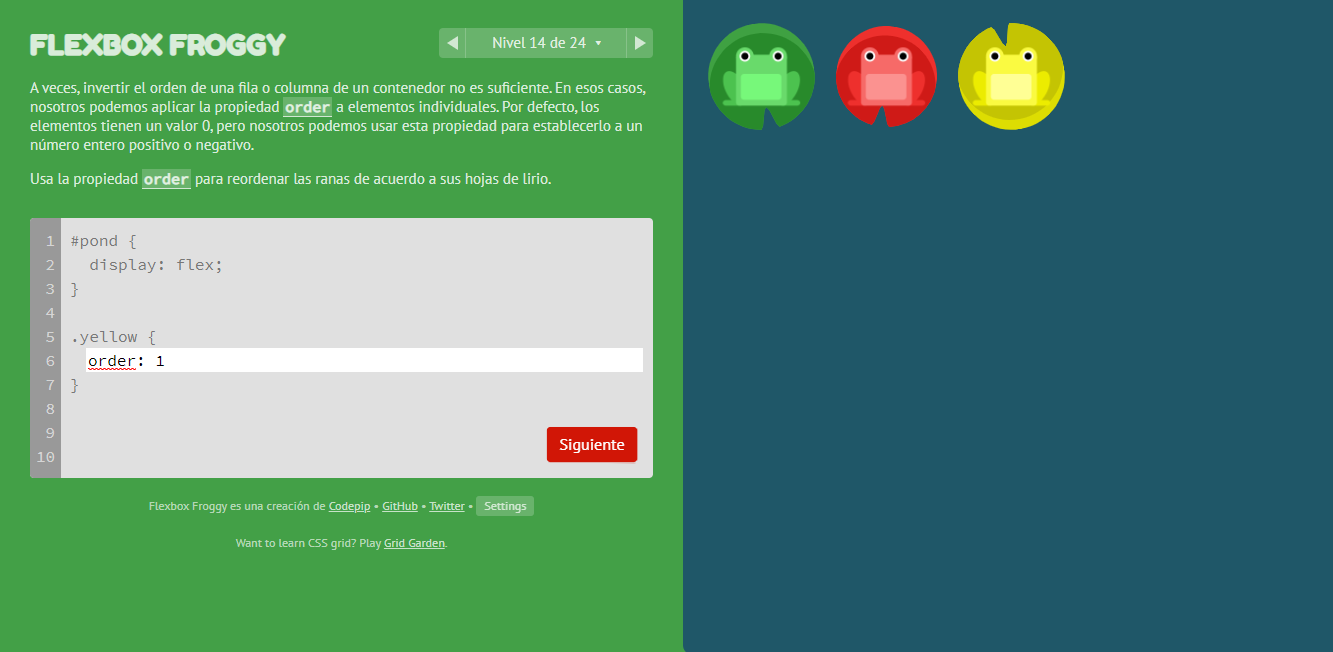 FLEXBOX FROGGY
Nivel 14 de 24
A veces, invertir el orden de una fila o columna de un contenedor no es suficiente. En esos casos,
nosotros podemos aplicar la propiedad order a elementos individuales. Por defecto, los
elementos tienen un valor 0, pero nosotros podemos usar esta propiedad para establecerlo a un
número entero positivo o negativo.
Usa la propiedad order para reordenar las ranas de acuerdo a sus hojas de lirio.
1 #pond {
2 display: flex;
3 }
4
5 .yellow {
6 order: 1
7 }
8
9
10
Siguiente
Flexbox Froggy es una creación de Codepip • GitHub • Twitter • Settings
Want to learn CSS grid? Play Grid Garden.